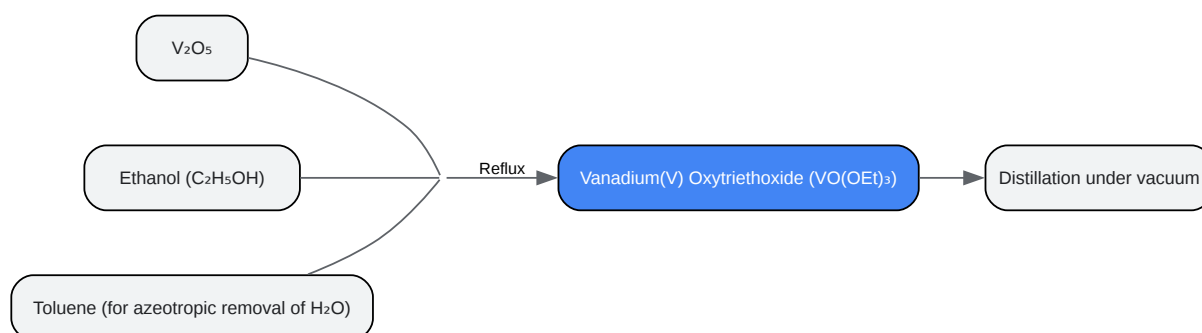 V₂O₅
Ethanol (C₂H₅OH)
Toluene (for azeotropic removal of H₂O)
Reflux
Vanadium(V) Oxytriethoxide (VO(OEt)₃)
Distillation under vacuum